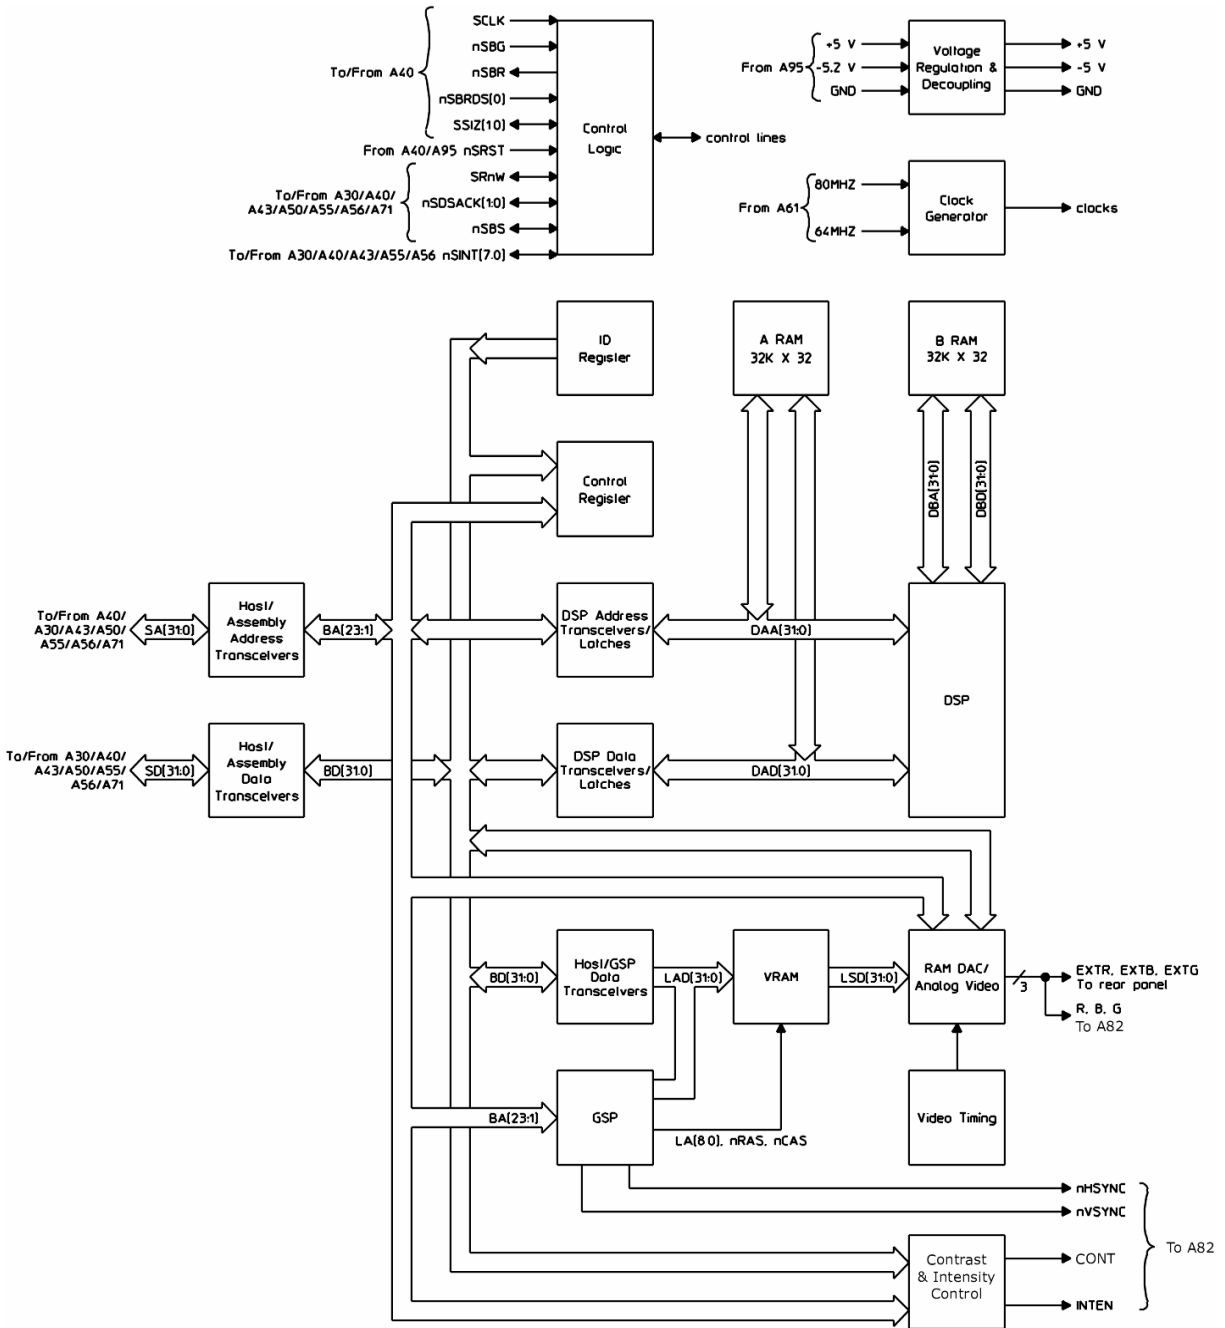 SCLK
nSBG
To/From A40
nSBR
nSBRDS[0]
SSIZ[1:0]
From A40/A95 nSRST
SRnW
To/From A30/A40/
A43/A50/A55/A56/A71
nSDSACK[1:0]
nSBS
To/From A30/A40/A43/A55/A56 nSINT[7:0]
Control
Logic
control lines
From A95
+5 V
-5.2 V
GND
Voltage
Regulation &
Decoupling
+5 V
-5 V
GND
From A61
80MHZ
64MHZ
Clock
Generator
clocks
ID
Register
A RAM
32K X 32
B RAM
32K X 32
Control
Register
DBA[31:0]
DBD[31:0]
To/From A40/
A30/A43/A50/
A55/A56/A71
SA[31:0]
Host/
Assembly
Address
Transceivers
BA[23:1]
DSP Address
Transceivers/
Latches
DAA[31:0]
DSP
To/From A30/A40/
A43/A50/A55/
A56/A71
SD[31:0]
Host/
Assembly
Data
Transceivers
BD[31:0]
DSP Data
Transceivers/
Latches
DAD[31:0]
BD[31:0]
Host/GSP
Data
Transceivers
LAD[31:0]
VRAM
LSD[31:0]
RAM DAC/
Analog Video
3
EXTR, EXTB, EXTG
To rear panel
R, B, G
To A82
BA[23:1]
GSP
LA[8:0], nRAS, nCAS
Video Timing
nHSYNC
nVSYNC
To A82
Contrast
& Intensity
Control
CONT
INTEN